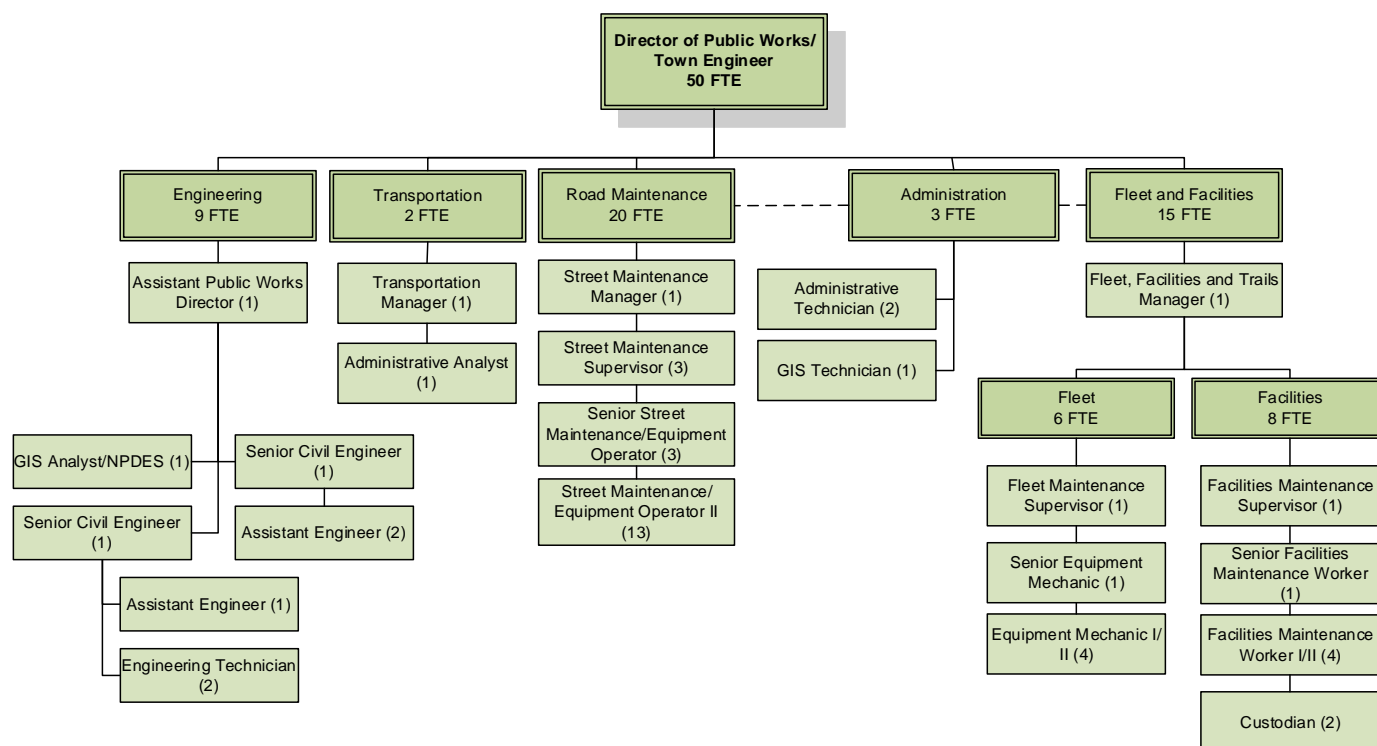 Director of Public Works/
Town Engineer
50 FTE
Engineering
9 FTE
Transportation
2 FTE
Road Maintenance
20 FTE
Administration
3 FTE
Fleet and Facilities
15 FTE
Assistant Public Works
Director (1)
Transportation
Manager (1)
Street Maintenance
Manager (1)
Administrative
Technician (2)
Fleet, Facilities and Trails
Manager (1)
Administrative Analyst
(1)
Street Maintenance
Supervisor (3)
GIS Technician (1)
Fleet
6 FTE
Facilities
8 FTE
GIS Analyst/NPDES (1)
Senior Civil Engineer
(1)
Senior Street
Maintenance/Equipment
Operator (3)
Fleet Maintenance
Supervisor (1)
Facilities Maintenance
Supervisor (1)
Senior Civil Engineer
(1)
Assistant Engineer (2)
Street Maintenance/
Equipment Operator II
(13)
Senior Equipment
Mechanic (1)
Senior Facilities
Maintenance Worker
(1)
Assistant Engineer (1)
Equipment Mechanic I/
II (4)
Facilities Maintenance
Worker I/II (4)
Engineering Technician
(2)
Custodian (2)